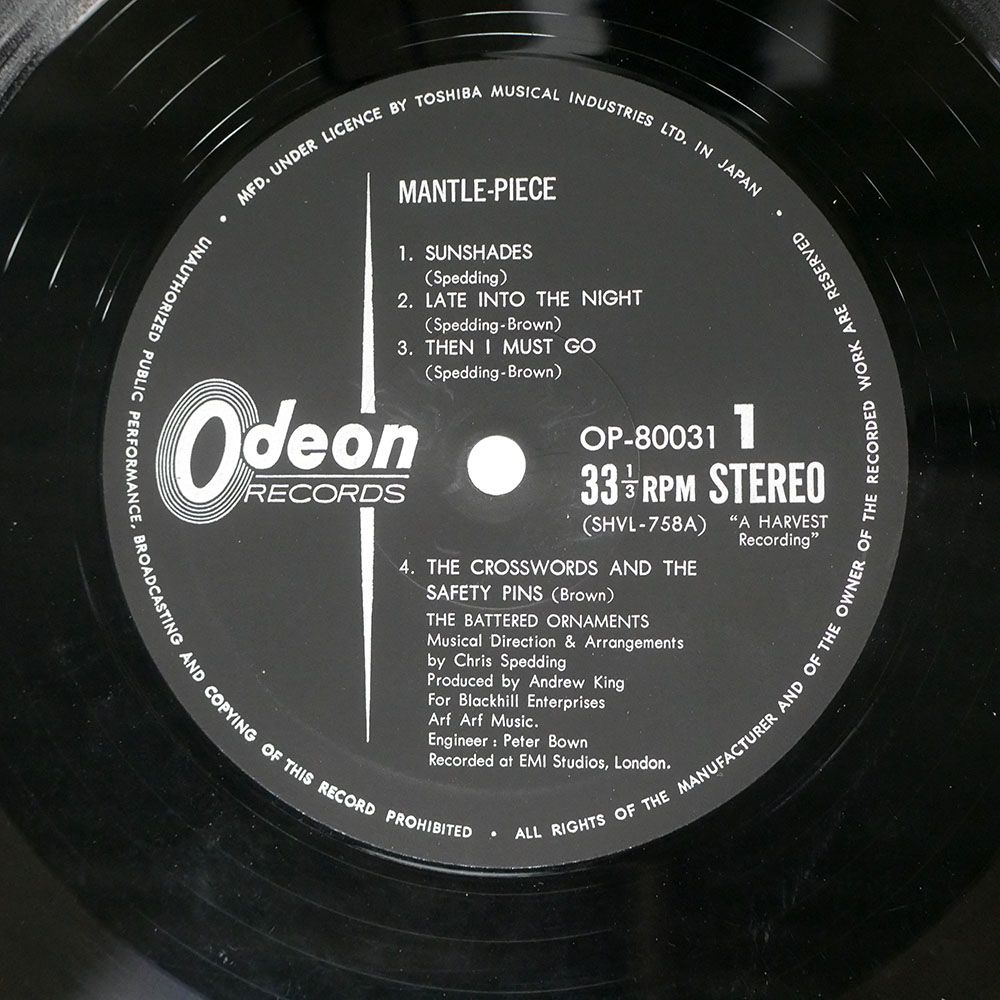 MFD. UNDER LICENCE BY TOSHIBA MUSICAL INDUSTRIES LTD. IN JAPAN •
MANTLE-PIECE
1. SUNSHADES
(Spedding)
2. LATE INTO THE NIGHT
(Spedding-Brown)
3. THEN I MUST GO
(Spedding-Brown)
Odeon
RECORDS
OP-80031 1
33 1/3 RPM STEREO
(SHVL-758A) "A HARVEST
Recording"
4. THE CROSSWORDS AND THE
SAFETY PINS (Brown)
THE BATTERED ORNAMENTS
Musical Direction & Arrangements
by Chris Spedding
Produced by Andrew King
For Blackhill Enterprises
Arf Arf Music.
Engineer : Peter Bown
Recorded at EMI Studios, London.
ALL RIGHTS OF THE MANUFACTURER AND OF THE OWNER OF THE RECORDED WORK ARE RESERVED •
UNAUTHORIZED PUBLIC PERFORMANCE, BROADCASTING AND COPYING OF THIS RECORD PROHIBITED •